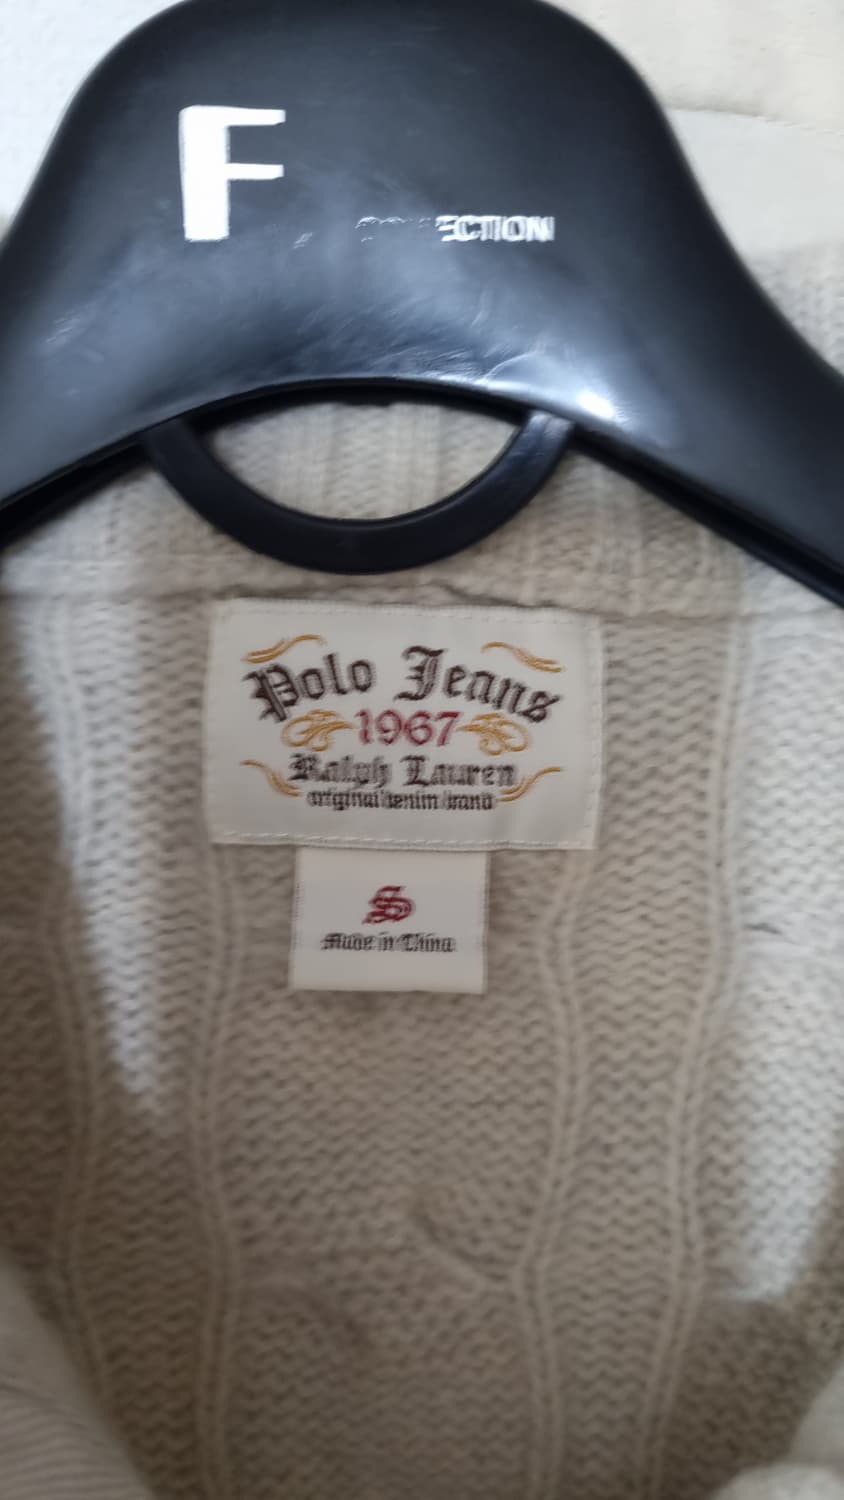 F
ECTION
Polo Jeans
1967
Ralph Lauren
original denim brand
S
Made in China